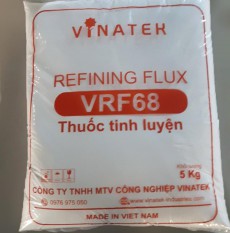 VINATEK
REFINING FLUX
VRF68
Thuốc tinh luyện
5 Kg
CÔNG TY TNHH MTV CÔNG NGHIỆP VINATEK
MADE IN VIET NAM